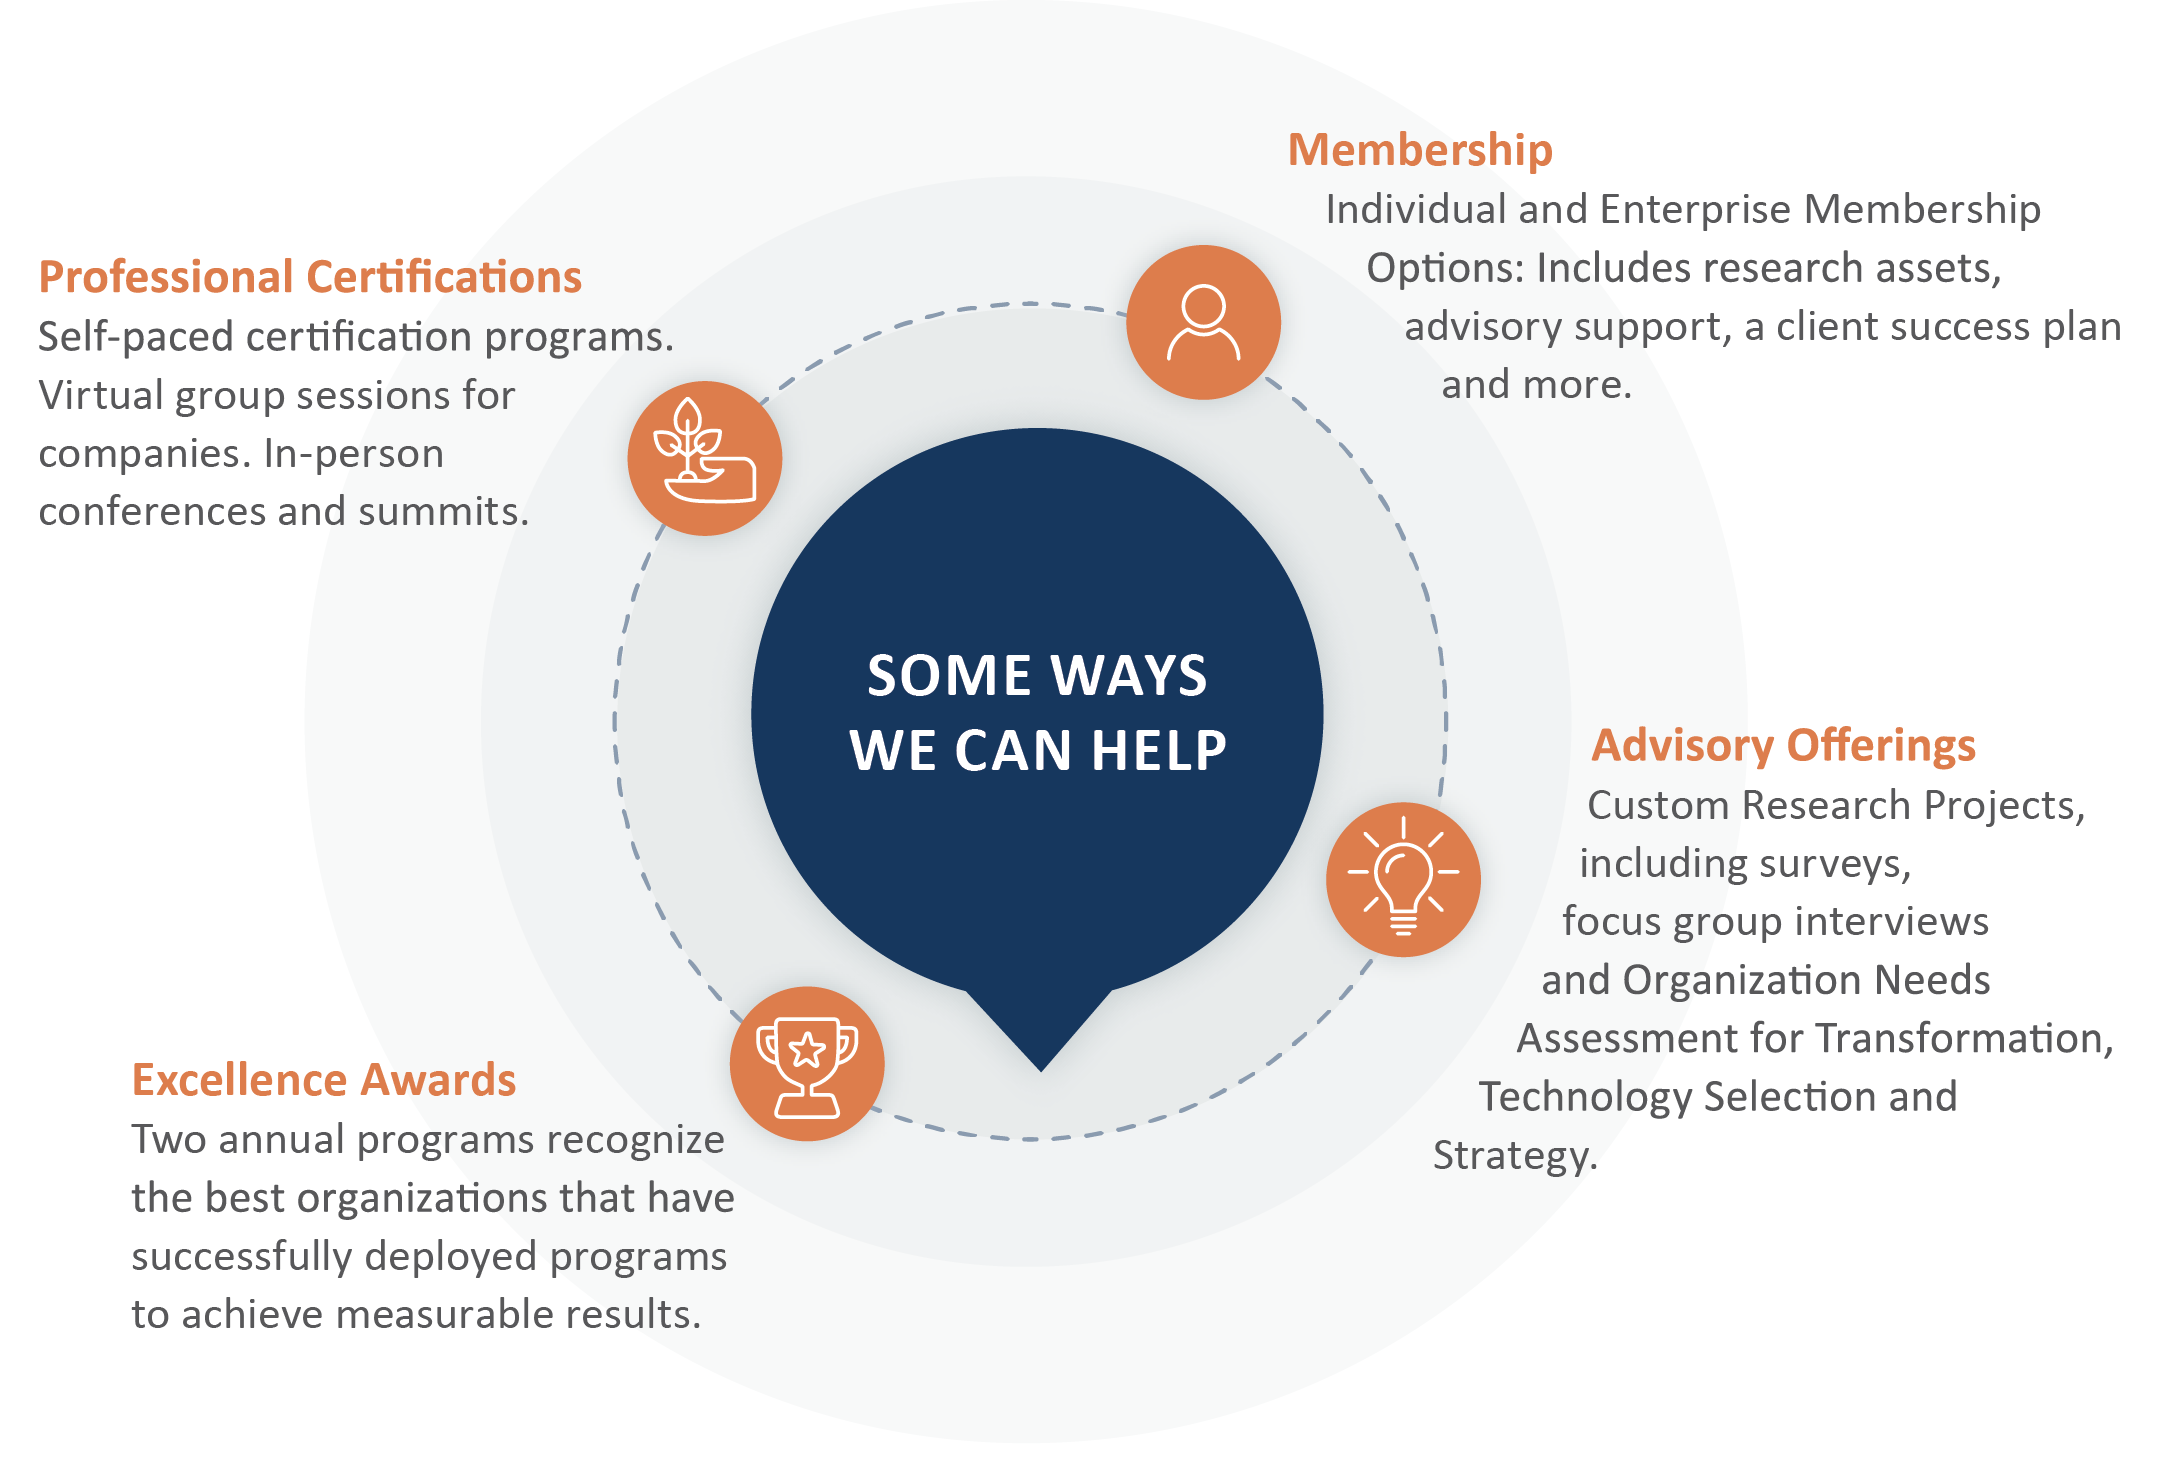 Membership
Individual and Enterprise Membership
Options: Includes research assets,
advisory support, a client success plan
and more.
Professional Certifications
Self-paced certification programs.
Virtual group sessions for
companies. In-person
conferences and summits.
SOME WAYS
WE CAN HELP
Advisory Offerings
Custom Research Projects,
including surveys,
focus group interviews
and Organization Needs
Assessment for Transformation,
Technology Selection and
Strategy.
Excellence Awards
Two annual programs recognize
the best organizations that have
successfully deployed programs
to achieve measurable results.